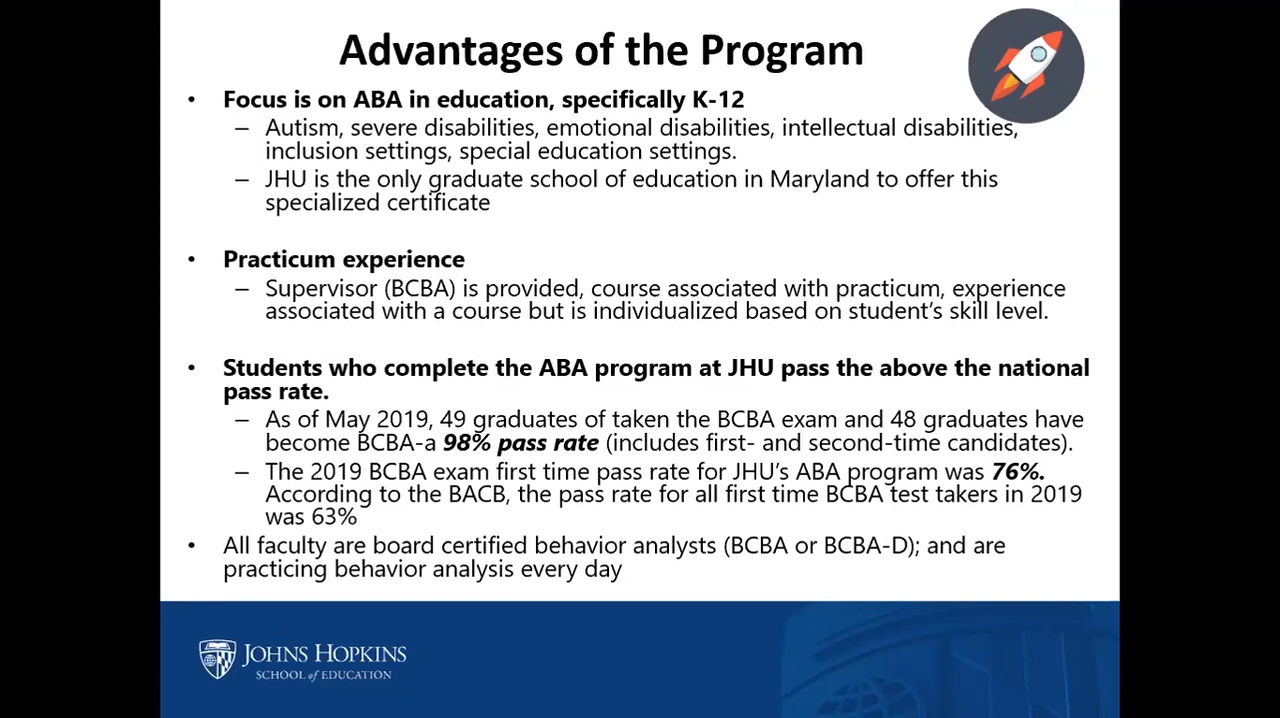 Advantages of the Program
• Focus is on ABA in education, specifically K-12
– Autism, severe disabilities, emotional disabilities, intellectual disabilities,
inclusion settings, special education settings.
– JHU is the only graduate school of education in Maryland to offer this
specialized certificate
• Practicum experience
– Supervisor (BCBA) is provided, course associated with practicum, experience
associated with a course but is individualized based on student’s skill level.
• Students who complete the ABA program at JHU pass the above the national
pass rate.
– As of May 2019, 49 graduates of taken the BCBA exam and 48 graduates have
become BCBA-a 98% pass rate (includes first- and second-time candidates).
– The 2019 BCBA exam first time pass rate for JHU’s ABA program was 76%.
According to the BACB, the pass rate for all first time BCBA test takers in 2019
was 63%
• All faculty are board certified behavior analysts (BCBA or BCBA-D); and are
practicing behavior analysis every day
JOHNS HOPKINS
SCHOOL of EDUCATION